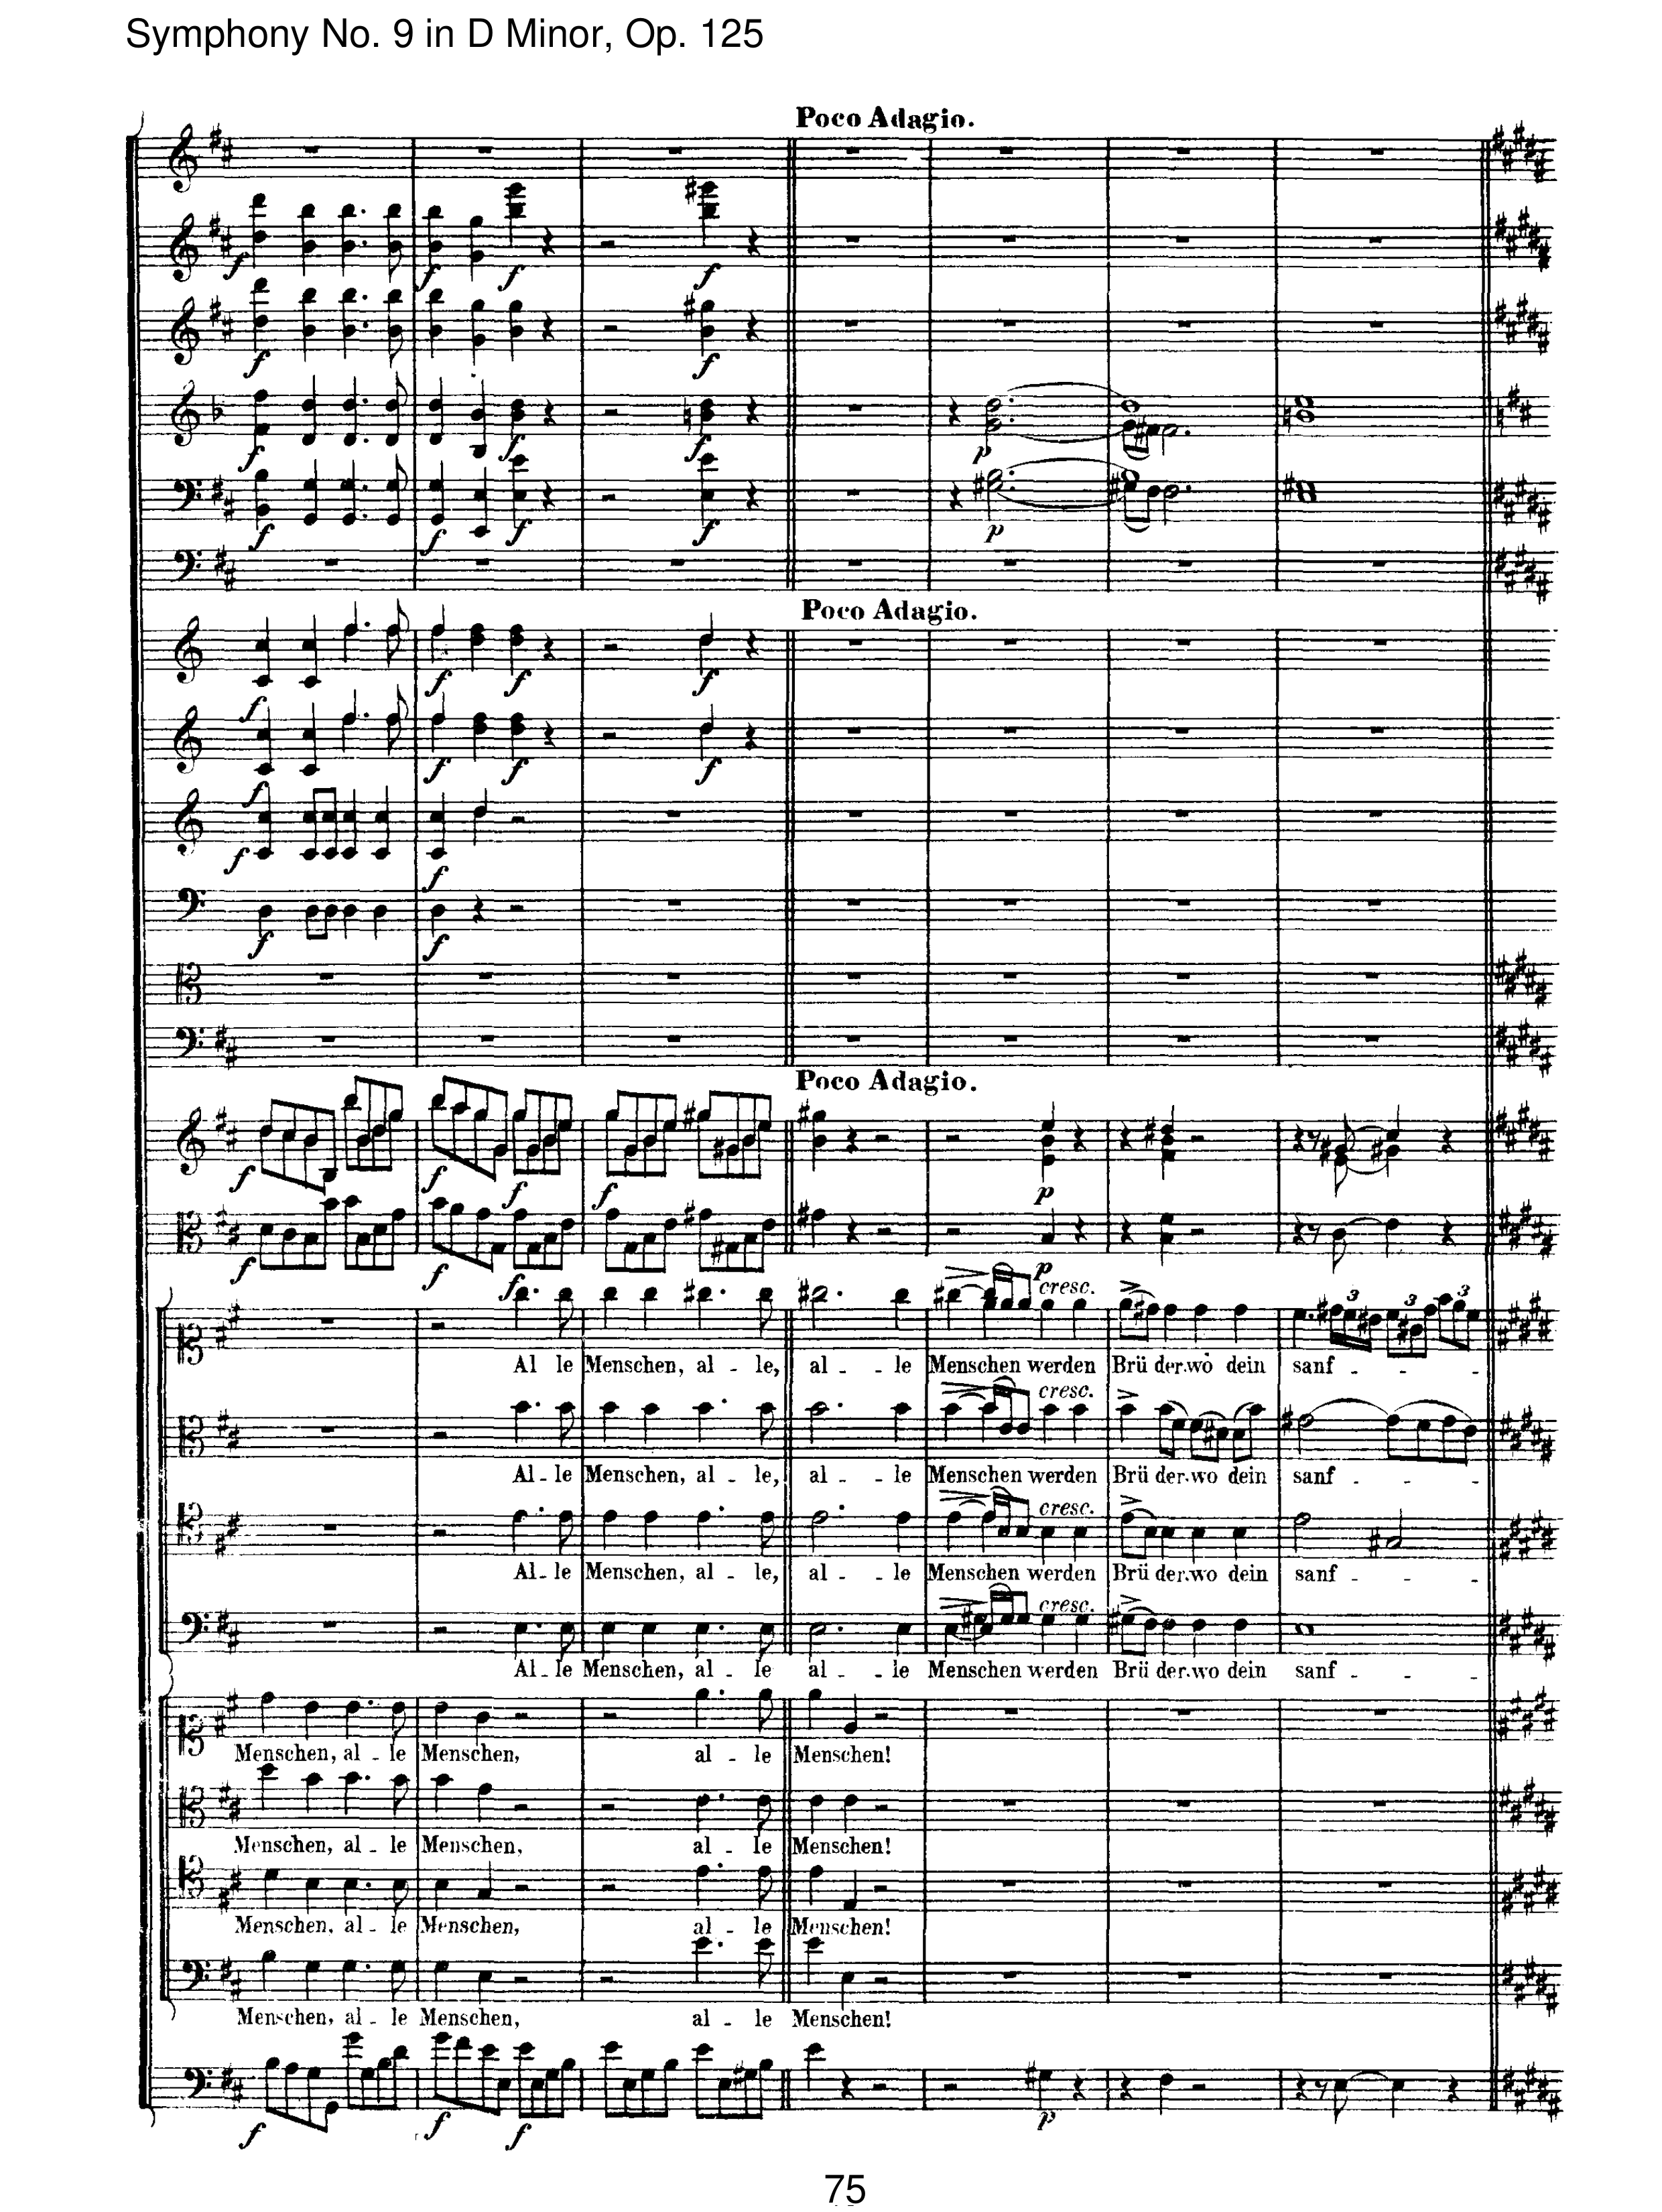 Symphony No. 9 in D Minor, Op. 125
Poco Adagio.
f f f f
f f
f f f p
f f f f p
Poco Adagio.
f f f f
f f f f
f f
f f
Poco Adagio.
f f f f p
f f f p
cresc. 3 3 3
Al le Menschen, al - le, al - - le Menschen werden Brü der.wo dein sanf - - - - -
cresc.
Al - le Menschen, al - le, al - - le Menschen werden Brü der.wo dein sanf - - - - -
cresc.
Al - le Menschen, al - le, al - - le Menschen werden Brü der.wo dein sanf - - - - -
cresc.
Al - le Menschen, al - le al - - le Menschen werden Brü der.wo dein sanf - - - - -
Menschen, al - le Menschen, al - le Menschen!
Menschen, al - le Menschen, al - le Menschen!
Menschen, al - le Menschen, al - le Menschen!
Menschen, al - le Menschen, al - le Menschen!
f f f p
75